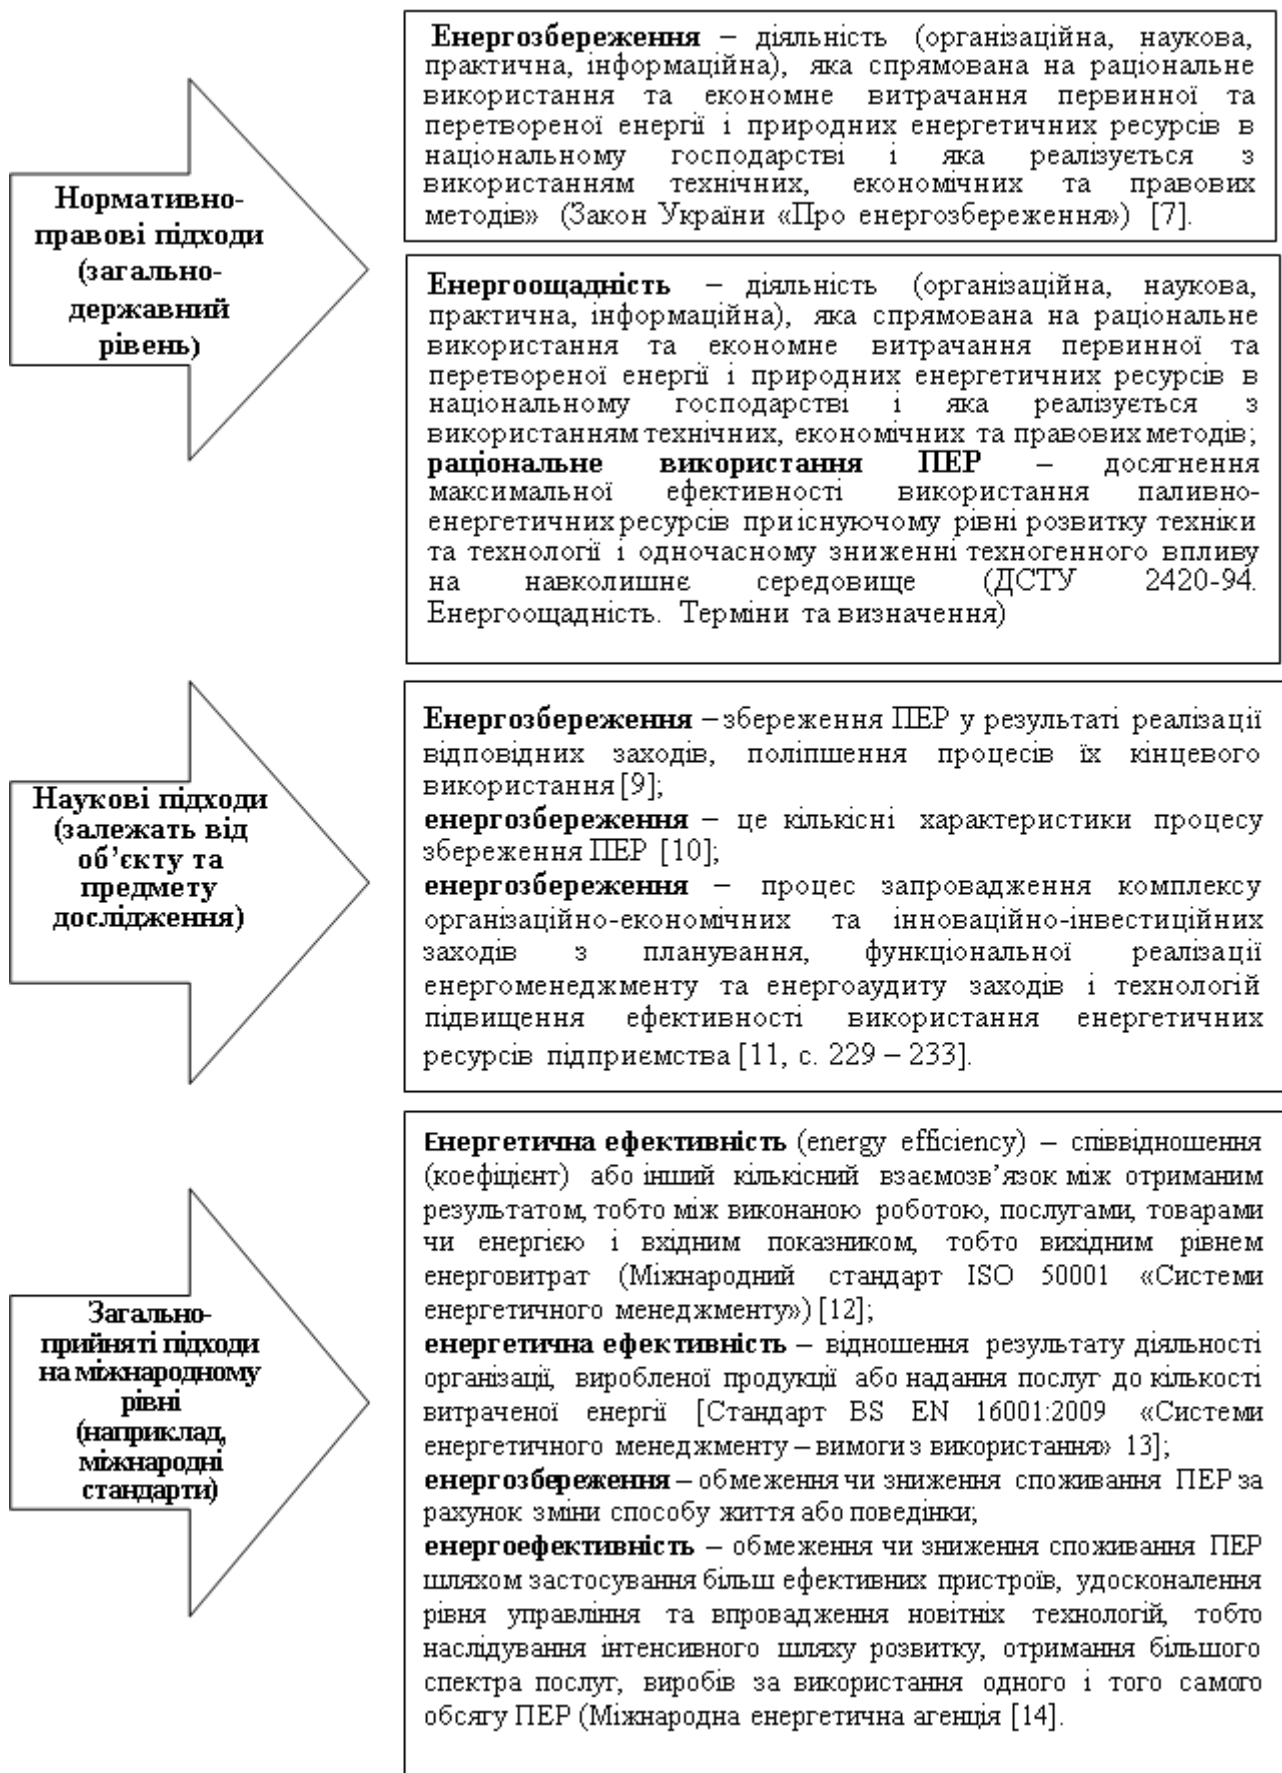 Нормативно-
правові підходи
(загально-
державний
рівень)
Енергозбереження – діяльність (організаційна, наукова,
практична, інформаційна), яка спрямована на раціональне
використання та економне витрачання первинної та
перетвореної енергії і природних енергетичних ресурсів в
національному господарстві і яка реалізується з
використанням технічних, економічних та правових
методів» (Закон України «Про енергозбереження») [7].
Енергоощадність – діяльність (організаційна, наукова,
практична, інформаційна), яка спрямована на раціональне
використання та економне витрачання первинної та
перетвореної енергії і природних енергетичних ресурсів в
національному господарстві і яка реалізується з
використанням технічних, економічних та правових методів;
раціональне використання ПЕР – досягнення
максимальної ефективності використання паливно-
енергетичних ресурсів при існуючому рівні розвитку техніки
та технології і одночасному зниженні техногенного впливу
на навколишнє середовище (ДСТУ 2420-94.
Енергоощадність. Терміни та визначення)
Наукові підходи
(залежать від
об’єкту та
предмету
дослідження)
Енергозбереження – збереження ПЕР у результаті реалізації
відповідних заходів, поліпшення процесів їх кінцевого
використання [9];
енергозбереження – це кількісні характеристики процесу
збереження ПЕР [10];
енергозбереження – процес запровадження комплексу
організаційно-економічних та інноваційно-інвестиційних
заходів з планування, функціональної реалізації
енергоменеджменту та енергоаудиту заходів і технологій
підвищення ефективності використання енергетичних
ресурсів підприємства [11, с. 229 – 233].
Загально-
прийняті підходи
на міжнародному
рівні
(наприклад,
міжнародні
стандарти)
Енергетична ефективність (energy efficiency) – співвідношення
(коефіцієнт) або інший кількісний взаємозв’язок між отриманим
результатом, тобто між виконаною роботою, послугами, товарами
чи енергією і вхідним показником, тобто вихідним рівнем
енерговитрат (Міжнародний стандарт ISO 50001 «Системи
енергетичного менеджменту») [12];
енергетична ефективність – відношення результату діяльності
організації, виробленої продукції або надання послуг до кількості
витраченої енергії [Стандарт BS EN 16001:2009 «Системи
енергетичного менеджменту – вимоги з використання» 13];
енергозбереження – обмеження чи зниження споживання ПЕР за
рахунок зміни способу життя або поведінки;
енергоефективність – обмеження чи зниження споживання ПЕР
шляхом застосування більш ефективних пристроїв, удосконалення
рівня управління та впровадження новітніх технологій, тобто
наслідування інтенсивного шляху розвитку, отримання більшого
спектра послуг, виробів за використання одного і того самого
обсягу ПЕР (Міжнародна енергетична агенція [14].